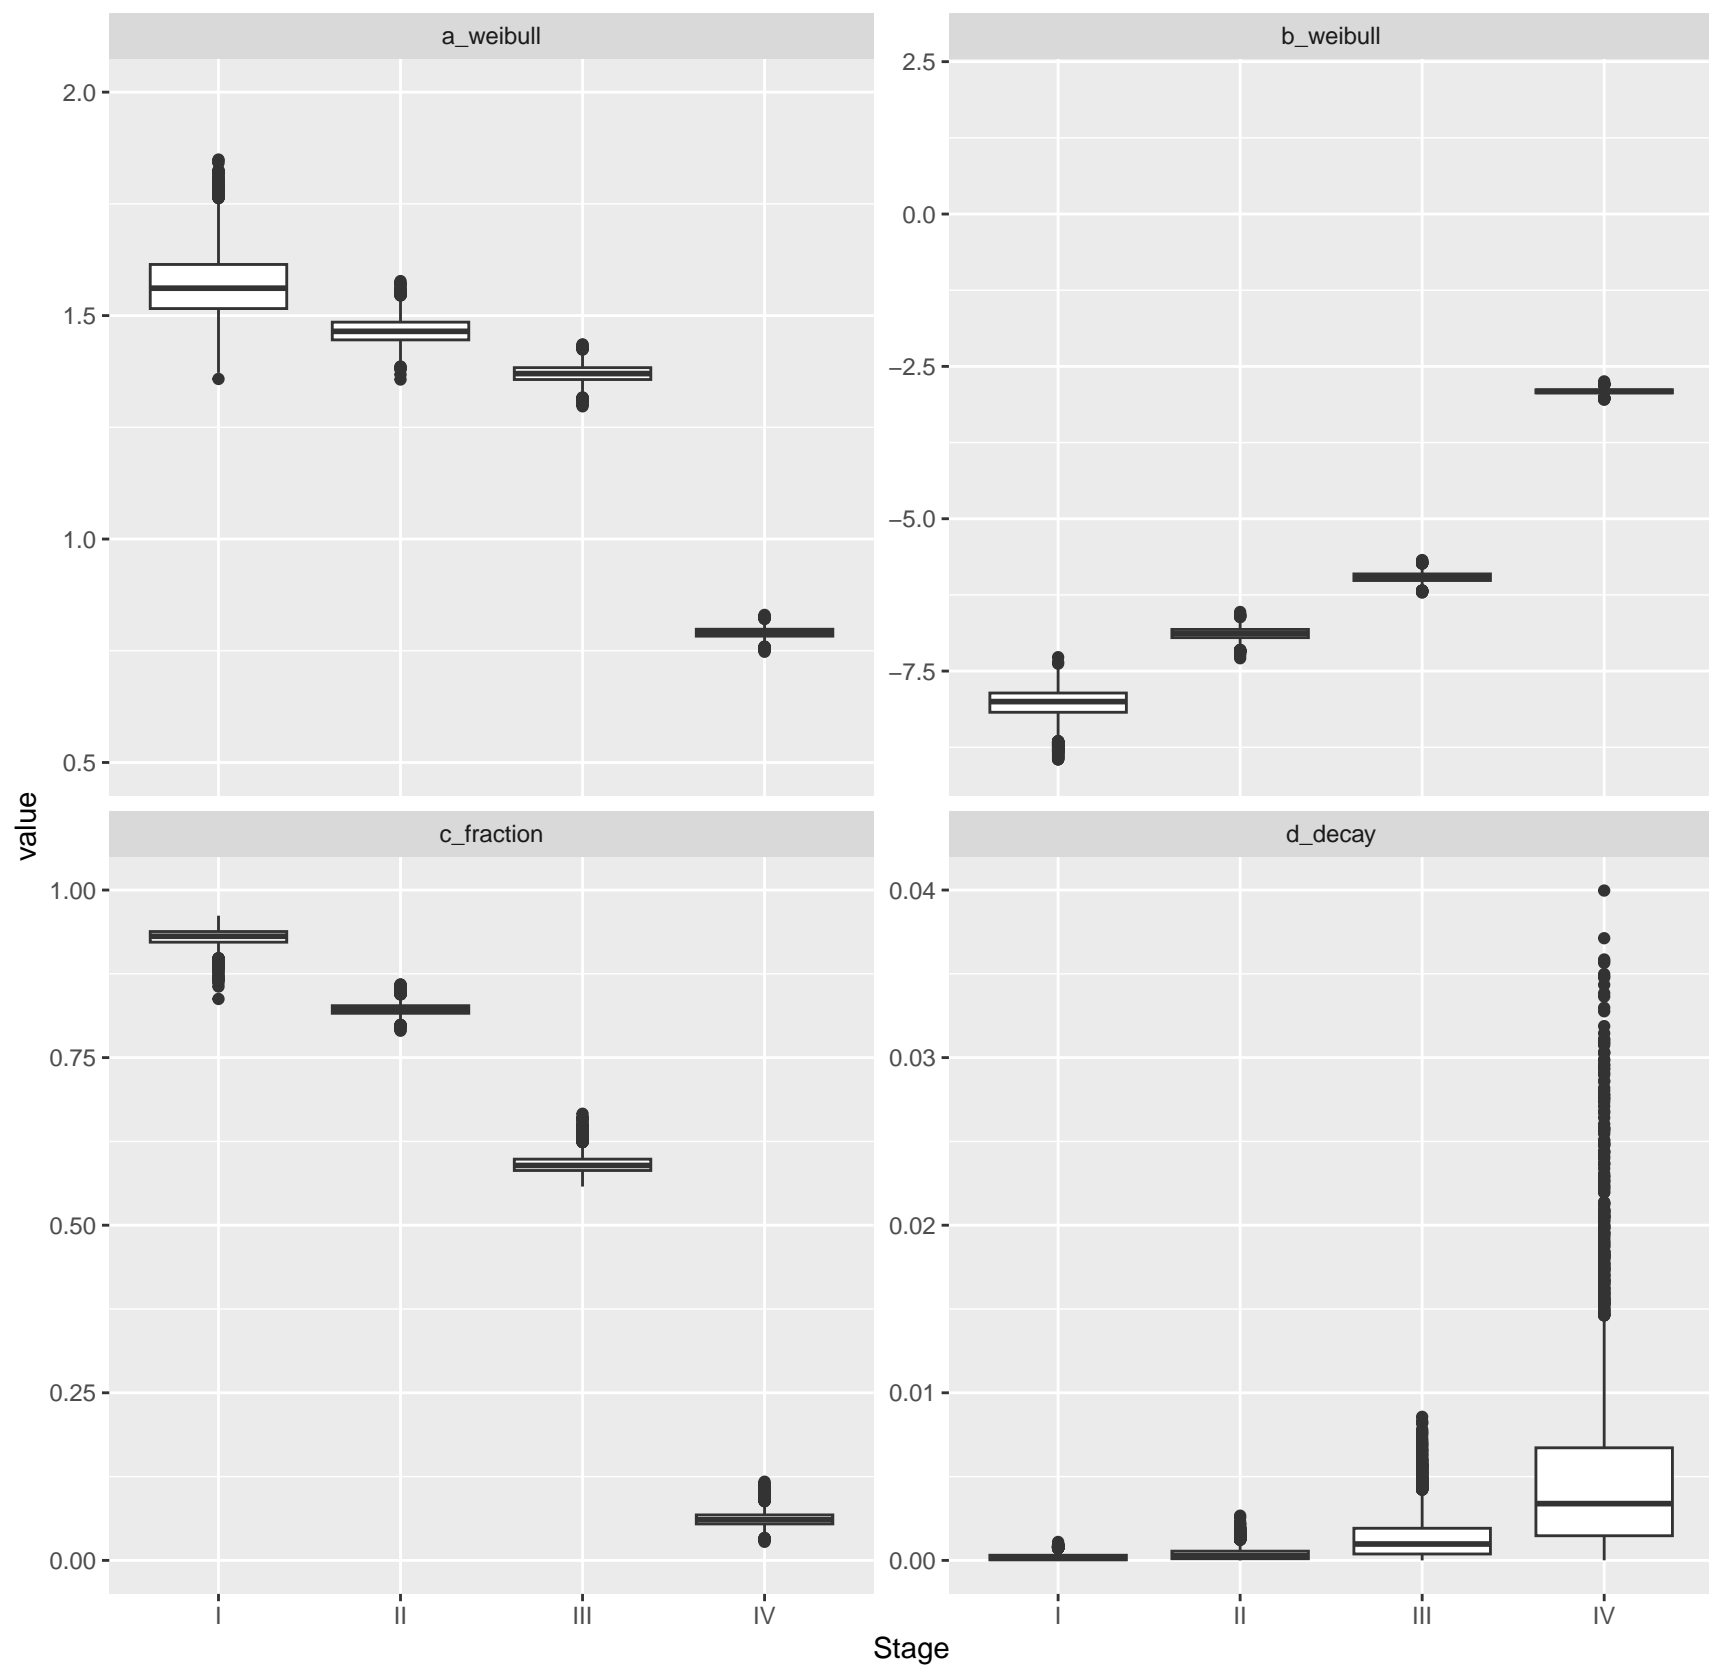 a_weibull
b_weibull
2.0
1.5
1.0
0.5
2.5
0.0
−2.5
−5.0
−7.5
value
c_fraction
d_decay
1.00
0.75
0.50
0.25
0.00
0.04
0.03
0.02
0.01
0.00
I II III IV
I II III IV
Stage